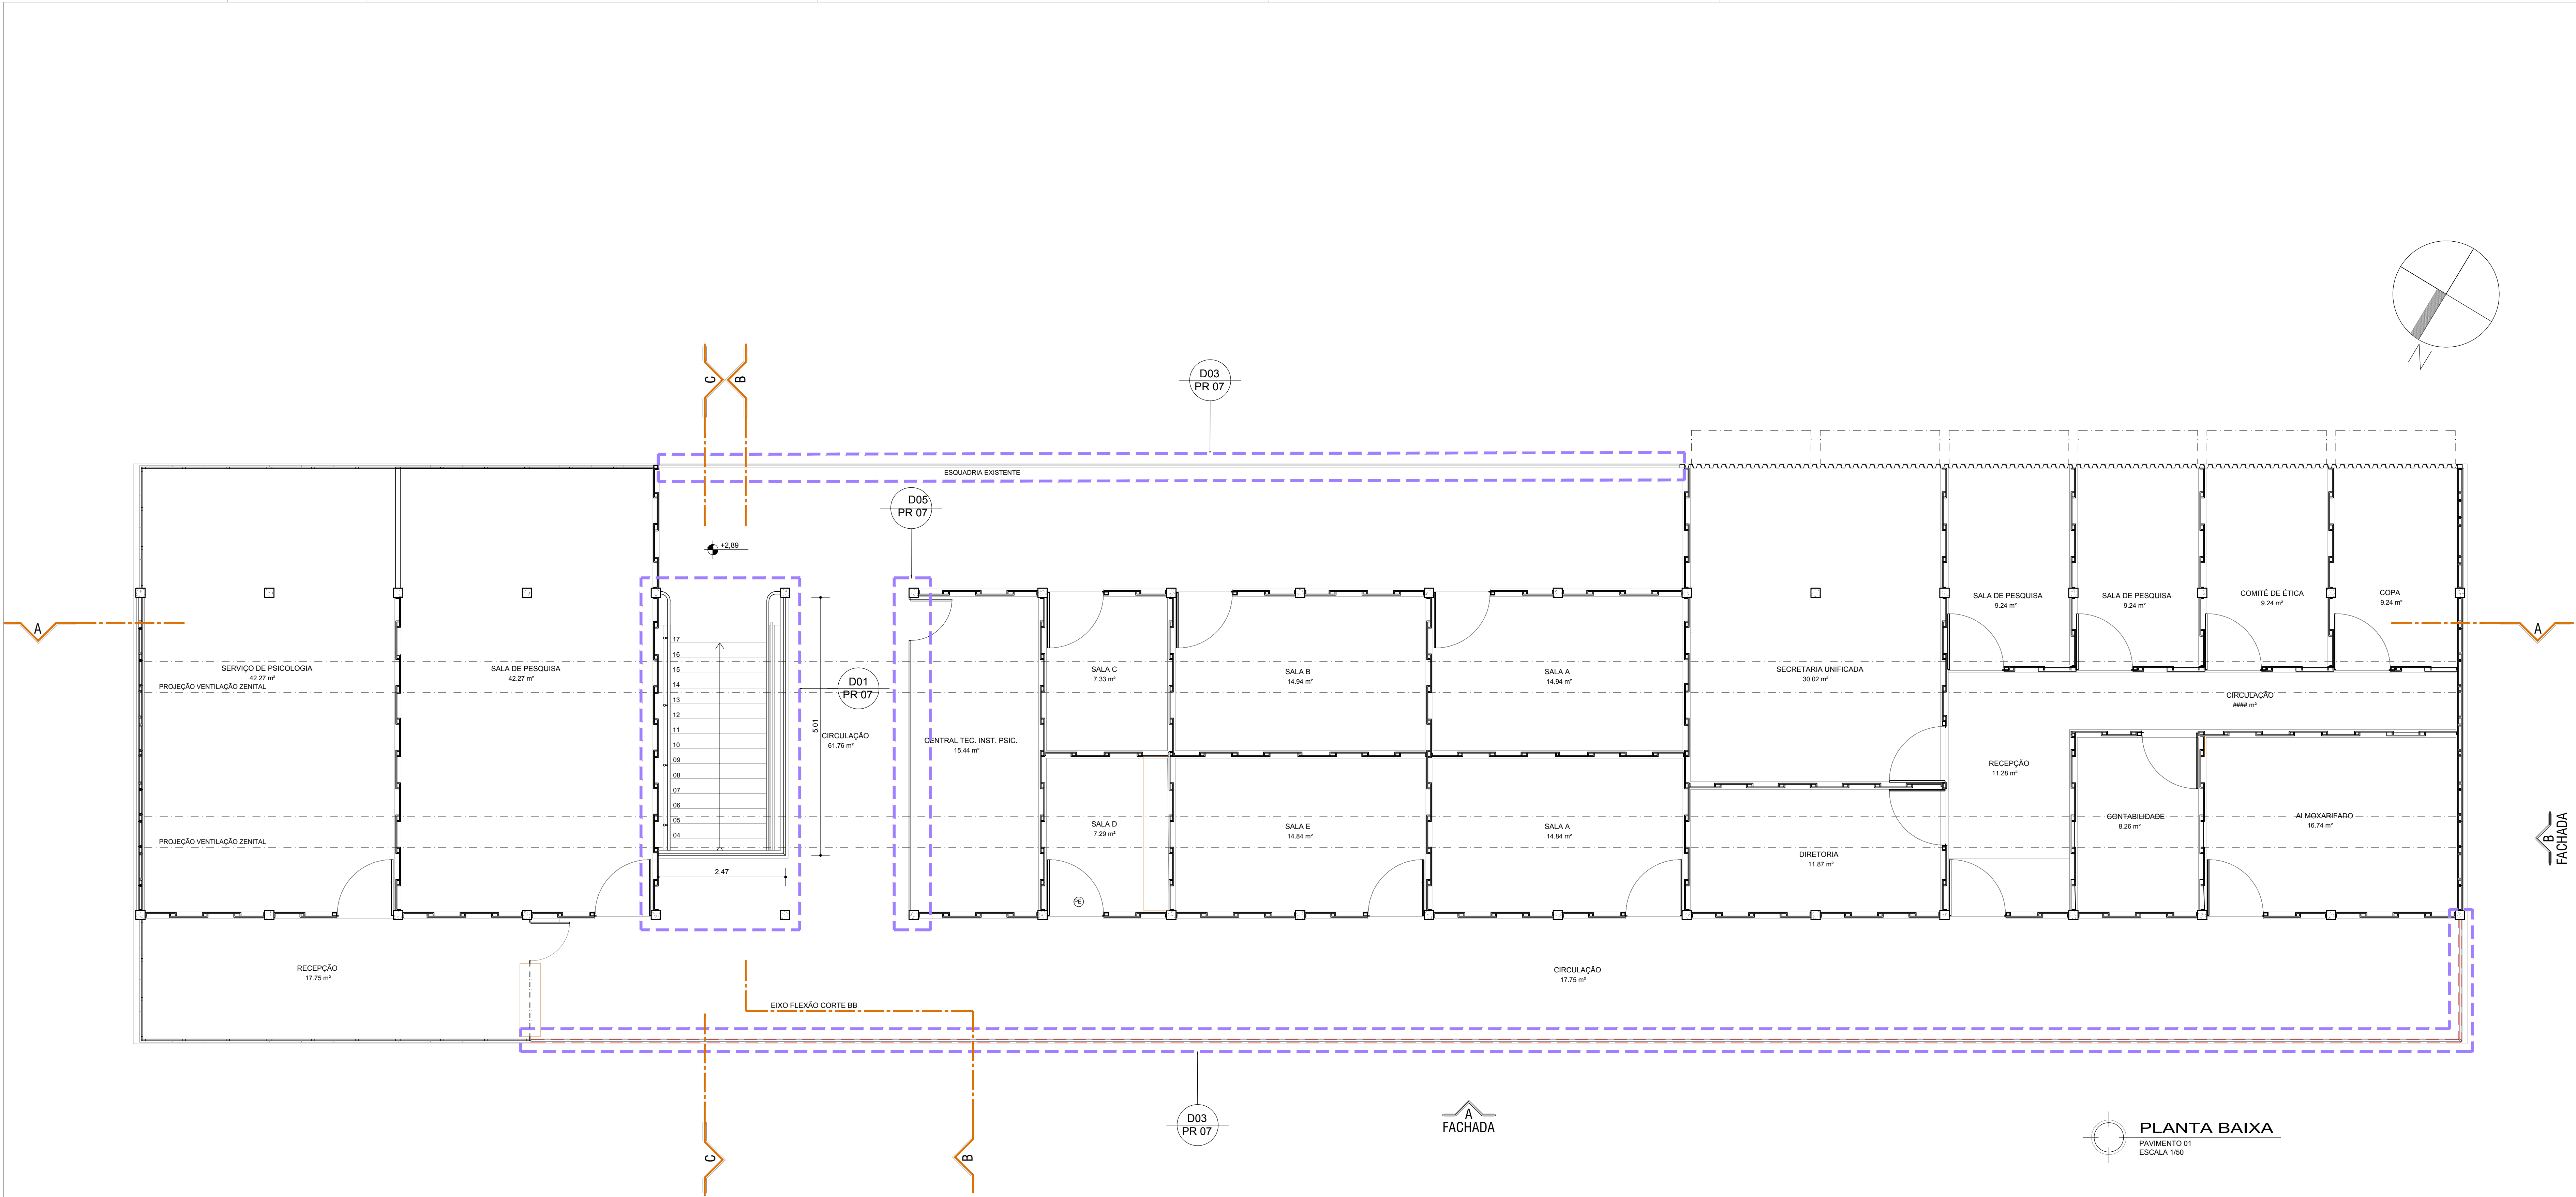 C
B
D03
PR 07
N
ESQUADRIA EXISTENTE
D05
PR 07
+2,89
A
A
SERVIÇO DE PSICOLOGIA
42.27 m²
PROJEÇÃO VENTILAÇÃO ZENITAL
PROJEÇÃO VENTILAÇÃO ZENITAL
SALA DE PESQUISA
42.27 m²
17
16
15
14
13
12
11
10
09
08
07
06
05
04
2.47
5.01
D01
PR 07
CIRCULAÇÃO
61.76 m²
CENTRAL TEC. INST. PSIC.
15.44 m²
SALA C
7.33 m²
SALA B
14.94 m²
SALA A
14.94 m²
SECRETARIA UNIFICADA
30.02 m²
SALA DE PESQUISA
9.24 m²
SALA DE PESQUISA
9.24 m²
COMITÊ DE ÉTICA
9.24 m²
COPA
9.24 m²
CIRCULAÇÃO
#### m²
RECEPÇÃO
11.28 m²
SALA D
7.29 m²
PE
SALA E
14.84 m²
SALA A
14.84 m²
DIRETORIA
11.87 m²
CONTABILIDADE
8.26 m²
ALMOXARIFADO
16.74 m²
B
FACHADA
RECEPÇÃO
17.75 m²
CIRCULAÇÃO
17.75 m²
EIXO FLEXÃO CORTE BB
C
B
D03
PR 07
A
FACHADA
PLANTA BAIXA
PAVIMENTO 01
ESCALA 1/50